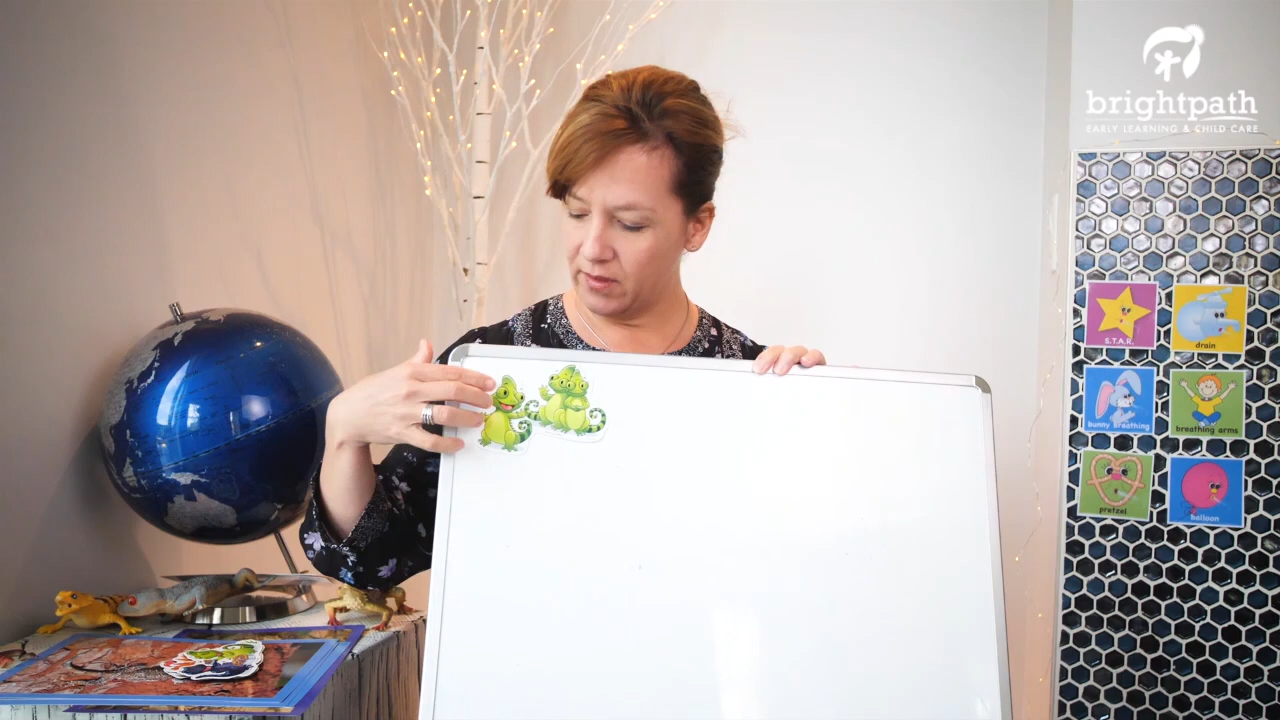 brightpath
EARLY LEARNING & CHILD CARE
S.T.A.R.
drain
bunny breathing
breathing arms
pretzel
balloon